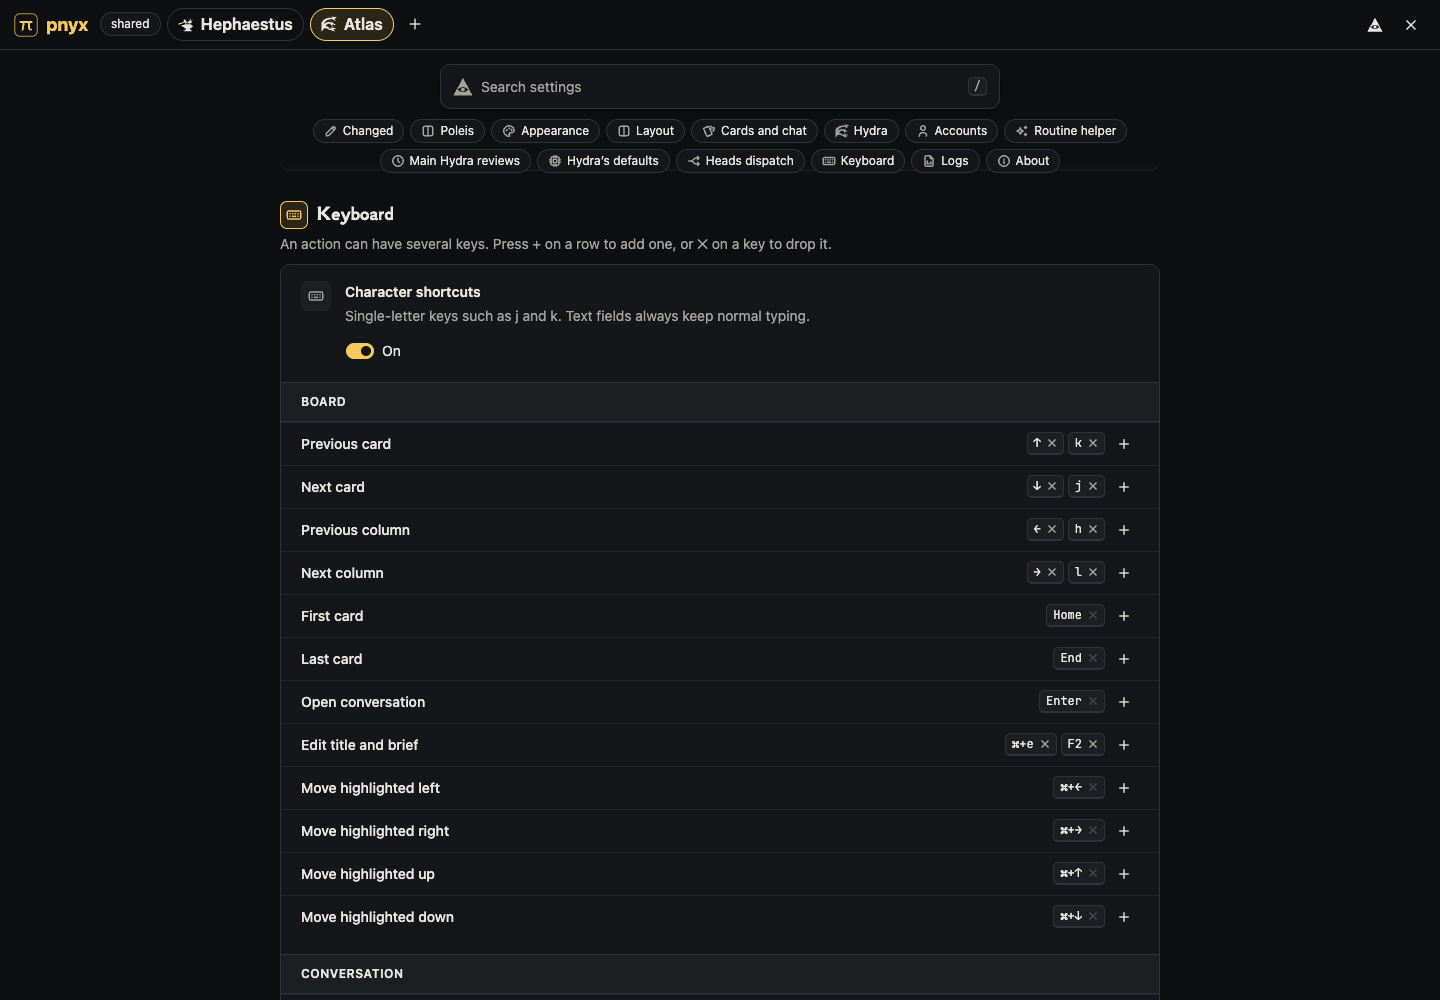 π pnyx shared Hephaestus Atlas +
Search settings /
Changed Poleis Appearance Layout Cards and chat Hydra Accounts Routine helper
Main Hydra reviews Hydra’s defaults Heads dispatch Keyboard Logs About
Keyboard
An action can have several keys. Press + on a row to add one, or ✕ on a key to drop it.
Character shortcuts
Single-letter keys such as j and k. Text fields always keep normal typing.
On
BOARD
Previous card ↑ ✕ k ✕ +
Next card ↓ ✕ j ✕ +
Previous column ← ✕ h ✕ +
Next column → ✕ l ✕ +
First card Home ✕ +
Last card End ✕ +
Open conversation Enter ✕ +
Edit title and brief ⌘+e ✕ F2 ✕ +
Move highlighted left ⌘+← ✕ +
Move highlighted right ⌘+→ ✕ +
Move highlighted up ⌘+↑ ✕ +
Move highlighted down ⌘+↓ ✕ +
CONVERSATION